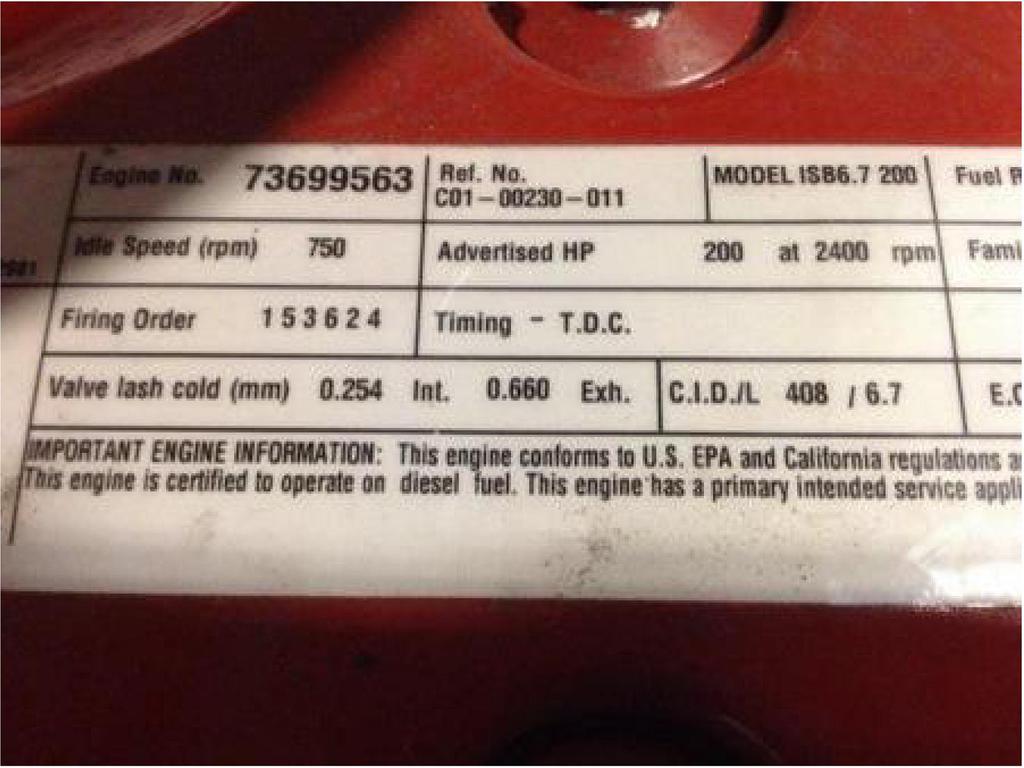 Engine No. 73699563 Ref. No. MODEL ISB6.7 200 Fuel R
C01-00230-011
Idle Speed (rpm) 750 Advertised HP 200 at 2400 rpm Fami
Firing Order 1 5 3 6 2 4 Timing - T.D.C.
Valve lash cold (mm) 0.254 Int. 0.660 Exh. C.I.D./L 408 / 6.7 E.C
IMPORTANT ENGINE INFORMATION: This engine conforms to U.S. EPA and California regulations a
This engine is certified to operate on diesel fuel. This engine has a primary intended service appli